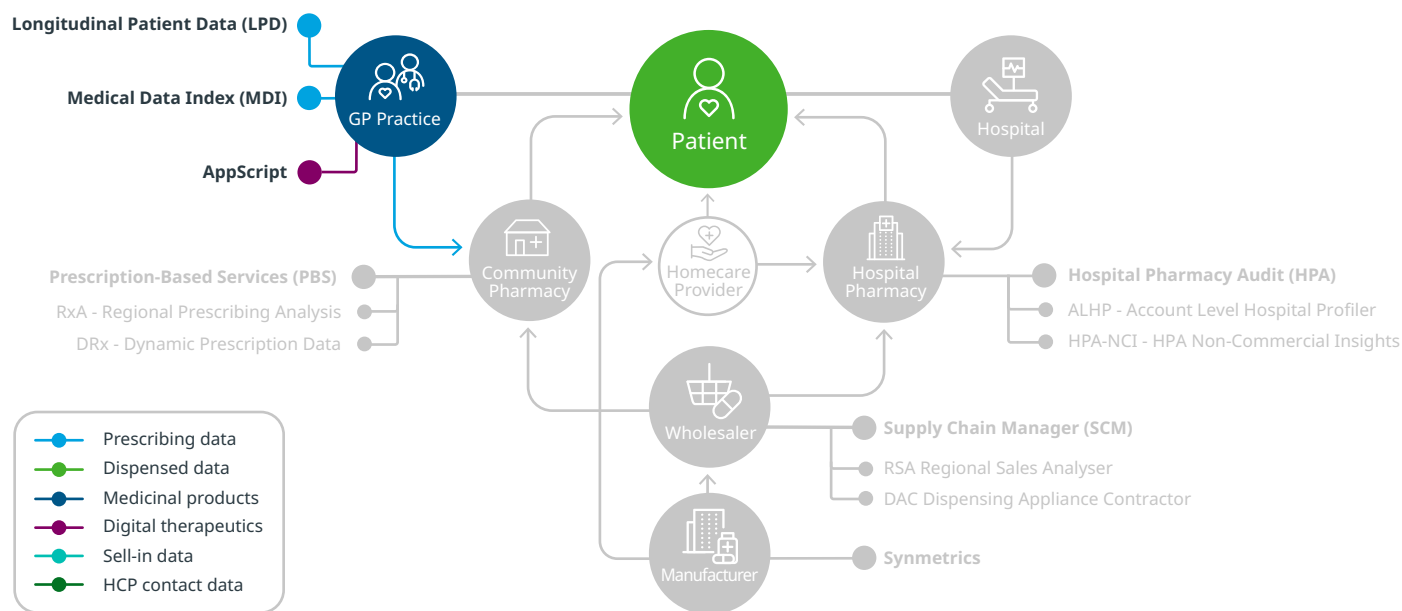 Longitudinal Patient Data (LPD)
Medical Data Index (MDI)
AppScript
GP Practice
Patient
Hospital
Community
Pharmacy
Homecare
Provider
Hospital
Pharmacy
Prescription-Based Services (PBS)
RxA - Regional Prescribing Analysis
DRx - Dynamic Prescription Data
Hospital Pharmacy Audit (HPA)
ALHP - Account Level Hospital Profiler
HPA-NCI - HPA Non-Commercial Insights
Wholesaler
Supply Chain Manager (SCM)
RSA Regional Sales Analyser
DAC Dispensing Appliance Contractor
Manufacturer
Synmetrics
Prescribing data
Dispensed data
Medicinal products
Digital therapeutics
Sell-in data
HCP contact data